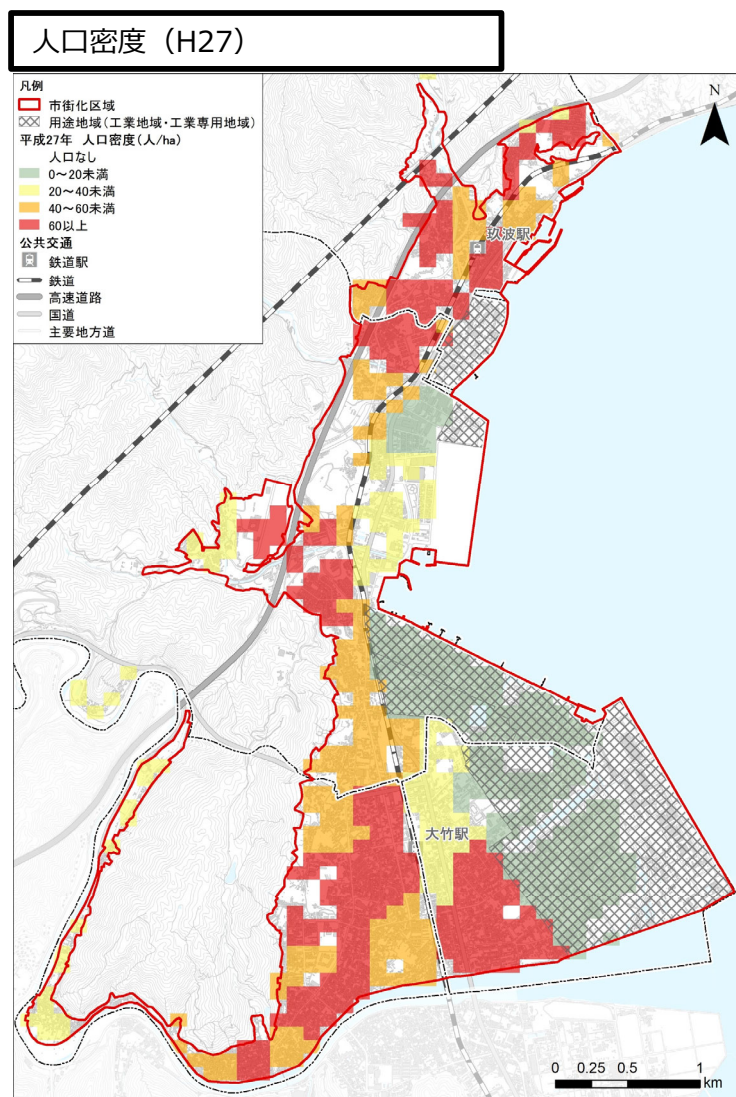 人口密度（H27）
凡例
市街化区域
用途地域(工業地域・工業専用地域)
平成27年 人口密度(人/ha)
人口なし
0～20未満
20～40未満
40～60未満
60以上
公共交通
鉄道駅
鉄道
高速道路
国道
主要地方道
N
玖波駅
大竹駅
0 0.25 0.5 1
km